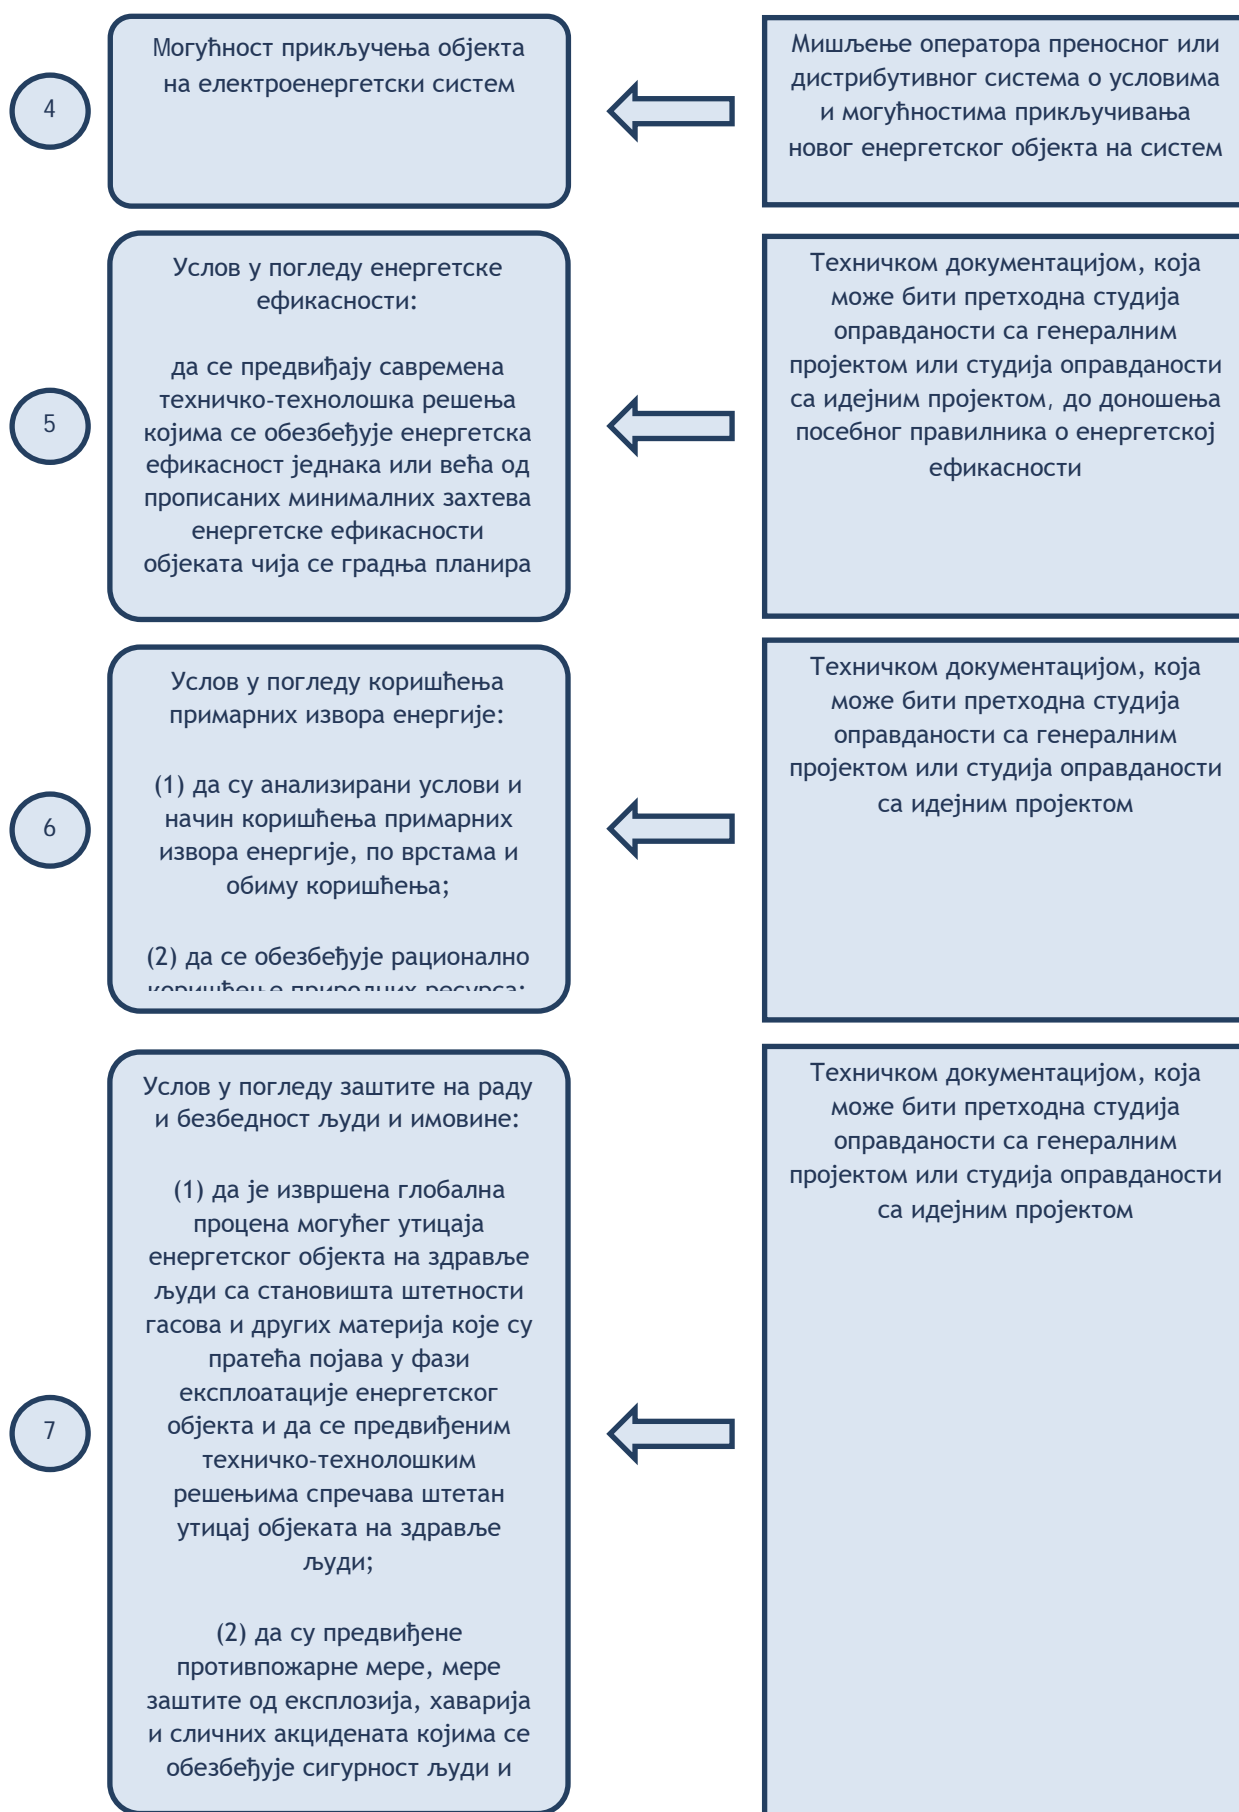 4
Могућност прикључења објекта
на електроенергетски систем
Мишљење оператора преносног или
дистрибутивног система о условима
и могућностима прикључивања
новог енергетског објекта на систем
5
Услов у погледу енергетске
ефикасности:
да се предвиђају савремена
техничко-технолошка решења
којима се обезбеђује енергетска
ефикасност једнака или већа од
прописаних минималних захтева
енергетске ефикасности
објеката чија се градња планира
Техничком документацијом, која
може бити претходна студија
оправданости са генералним
пројектом или студија оправданости
са идејним пројектом, до доношења
посебног правилника о енергетској
ефикасности
6
Услов у погледу коришћења
примарних извора енергије:
(1) да су анализирани услови и
начин коришћења примарних
извора енергије, по врстама и
обиму коришћења;
(2) да се обезбеђује рационално
коришћење природних ресурса;
Техничком документацијом, која
може бити претходна студија
оправданости са генералним
пројектом или студија оправданости
са идејним пројектом
7
Услов у погледу заштите на раду
и безбедност људи и имовине:
(1) да је извршена глобална
процена могућег утицаја
енергетског објекта на здравље
људи са становишта штетности
гасова и других материја које су
пратећа појава у фази
експлоатације енергетског
објекта и да се предвиђеним
техничко-технолошким
решењима спречава штетан
утицај објеката на здравље
људи;
(2) да су предвиђене
противпожарне мере, мере
заштите од експлозија, хаварија
и сличних акцидената којима се
обезбеђује сигурност људи и
Техничком документацијом, која
може бити претходна студија
оправданости са генералним
пројектом или студија оправданости
са идејним пројектом